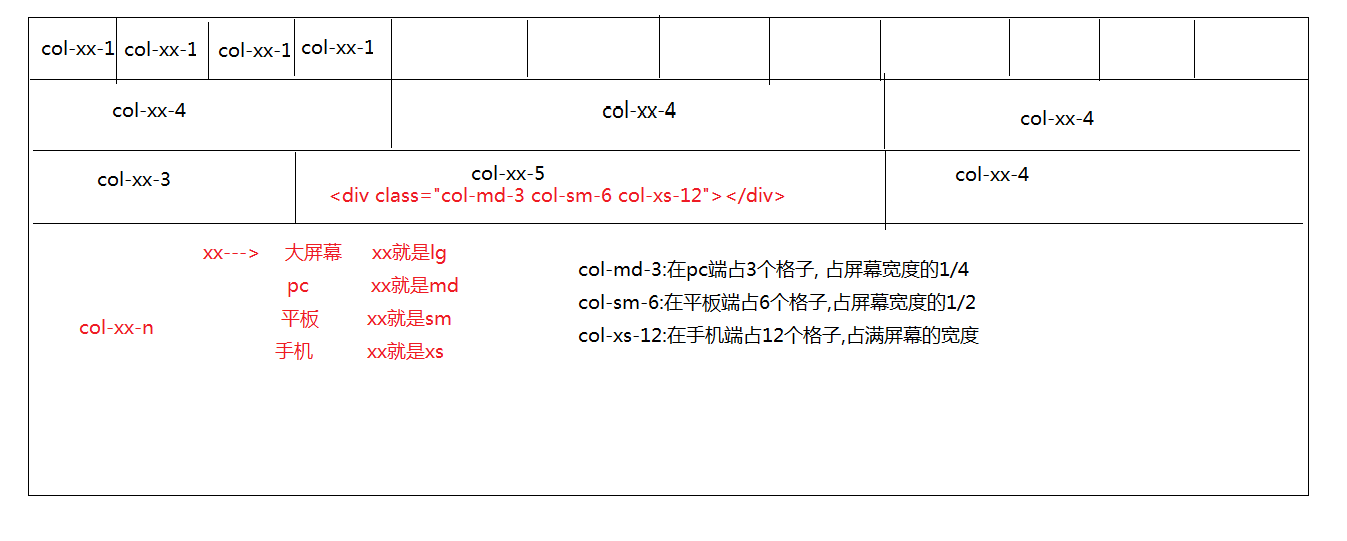 col-xx-1 col-xx-1 col-xx-1 col-xx-1
col-xx-4 col-xx-4 col-xx-4
col-xx-3 col-xx-5 col-xx-4
<div class="col-md-3 col-sm-6 col-xs-12"></div>
xx---> 大屏幕 xx就是lg
pc xx就是md
平板 xx就是sm
手机 xx就是xs
col-xx-n
col-md-3:在pc端占3个格子, 占屏幕宽度的1/4
col-sm-6:在平板端占6个格子,占屏幕宽度的1/2
col-xs-12:在手机端占12个格子,占满屏幕的宽度